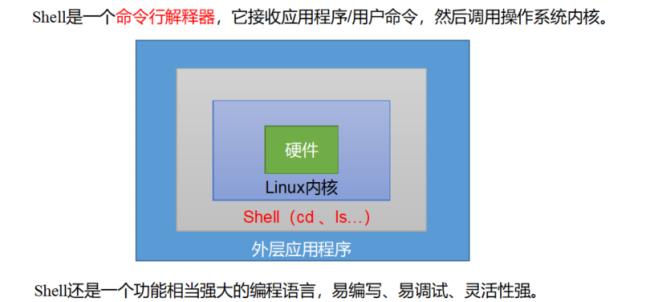 Shell是一个命令行解释器，它接收应用程序/用户命令，然后调用操作系统内核。
硬件
Linux内核
Shell（cd 、ls…）
外层应用程序
Shell还是一个功能相当强大的编程语言，易编写、易调试、灵活性强。